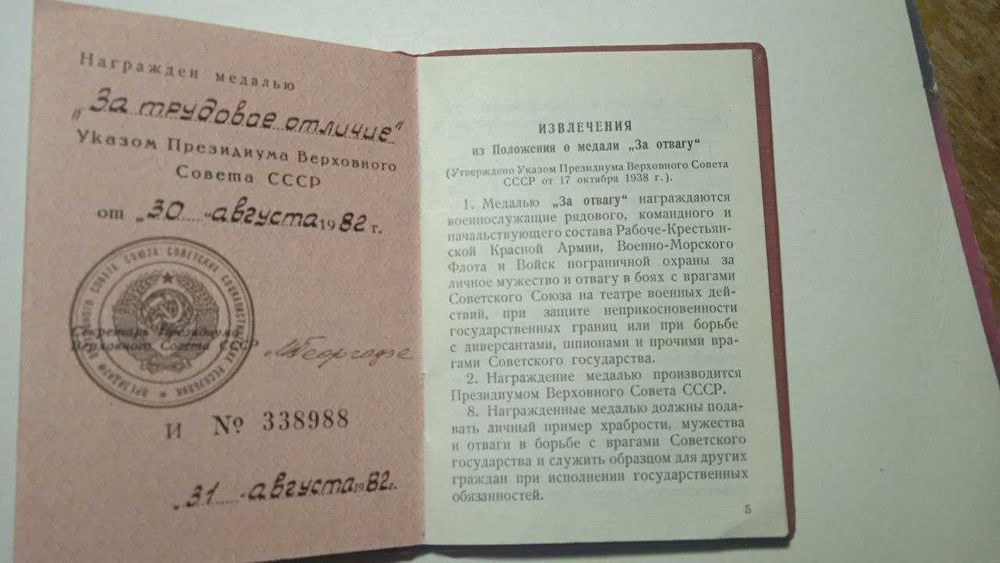 Награжден медалью
„За трудовое отличие“
Указом Президиума Верховного
Совета СССР
от „30“ августа 1982 г.
Секретарь Президиума
Верховного Совета СССР
МГеоргадзе
И № 338988
„31“ августа 1982 г.
ИЗВЛЕЧЕНИЯ
из Положения о медали „За отвагу“
(Утверждено Указом Президиума Верховного Совета
СССР от 17 октября 1938 г.).
1. Медалью „За отвагу“ награждаются
военнослужащие рядового, командного и
начальствующего состава Рабоче-Крестьян-
ской Красной Армии, Военно-Морского
Флота и Войск пограничной охраны за
личное мужество и отвагу в боях с врагами
Советского Союза на театре военных дей-
ствий, при защите неприкосновенности
государственных границ или при борьбе
с диверсантами, шпионами и прочими вра-
гами Советского государства.
2. Награждение медалью производится
Президиумом Верховного Совета СССР.
8. Награжденные медалью должны пода-
вать личный пример храбрости, мужества
и отваги в борьбе с врагами Советского
государства и служить образцом для других
граждан при исполнении государственных
обязанностей.
5